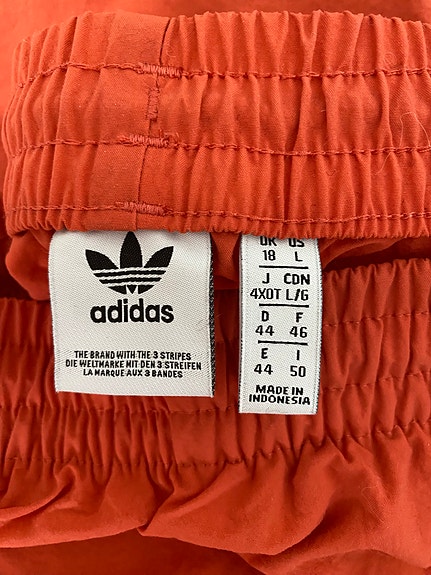 adidas
THE BRAND WITH THE 3 STRIPES
DIE WELTMARKE MIT DEN 3 STREIFEN
LA MARQUE AUX 3 BANDES
UK US
18 L
J CDN
4XOT L/G
D F
44 46
E I
44 50
MADE IN
INDONESIA